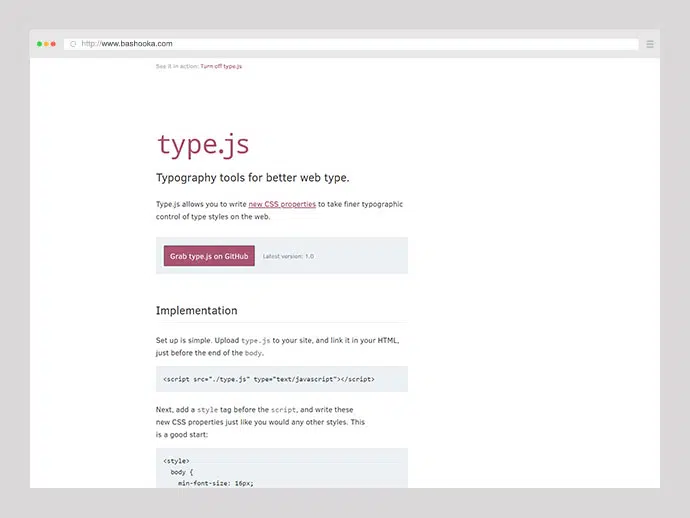 http://www.bashooka.com
See it in action: Turn off type.js
type.js
Typography tools for better web type.
Type.js allows you to write new CSS properties to take finer typographic
control of type styles on the web.
Grab type.js on GitHub Latest version: 1.0
Implementation
Set up is simple. Upload type.js to your site, and link it in your HTML,
just before the end of the body.
<script src="./type.js" type="text/javascript"></script>
Next, add a style tag before the script, and write these
new CSS properties just like you would any other styles. This
is a good start:
<style>
body {
min-font-size: 16px;